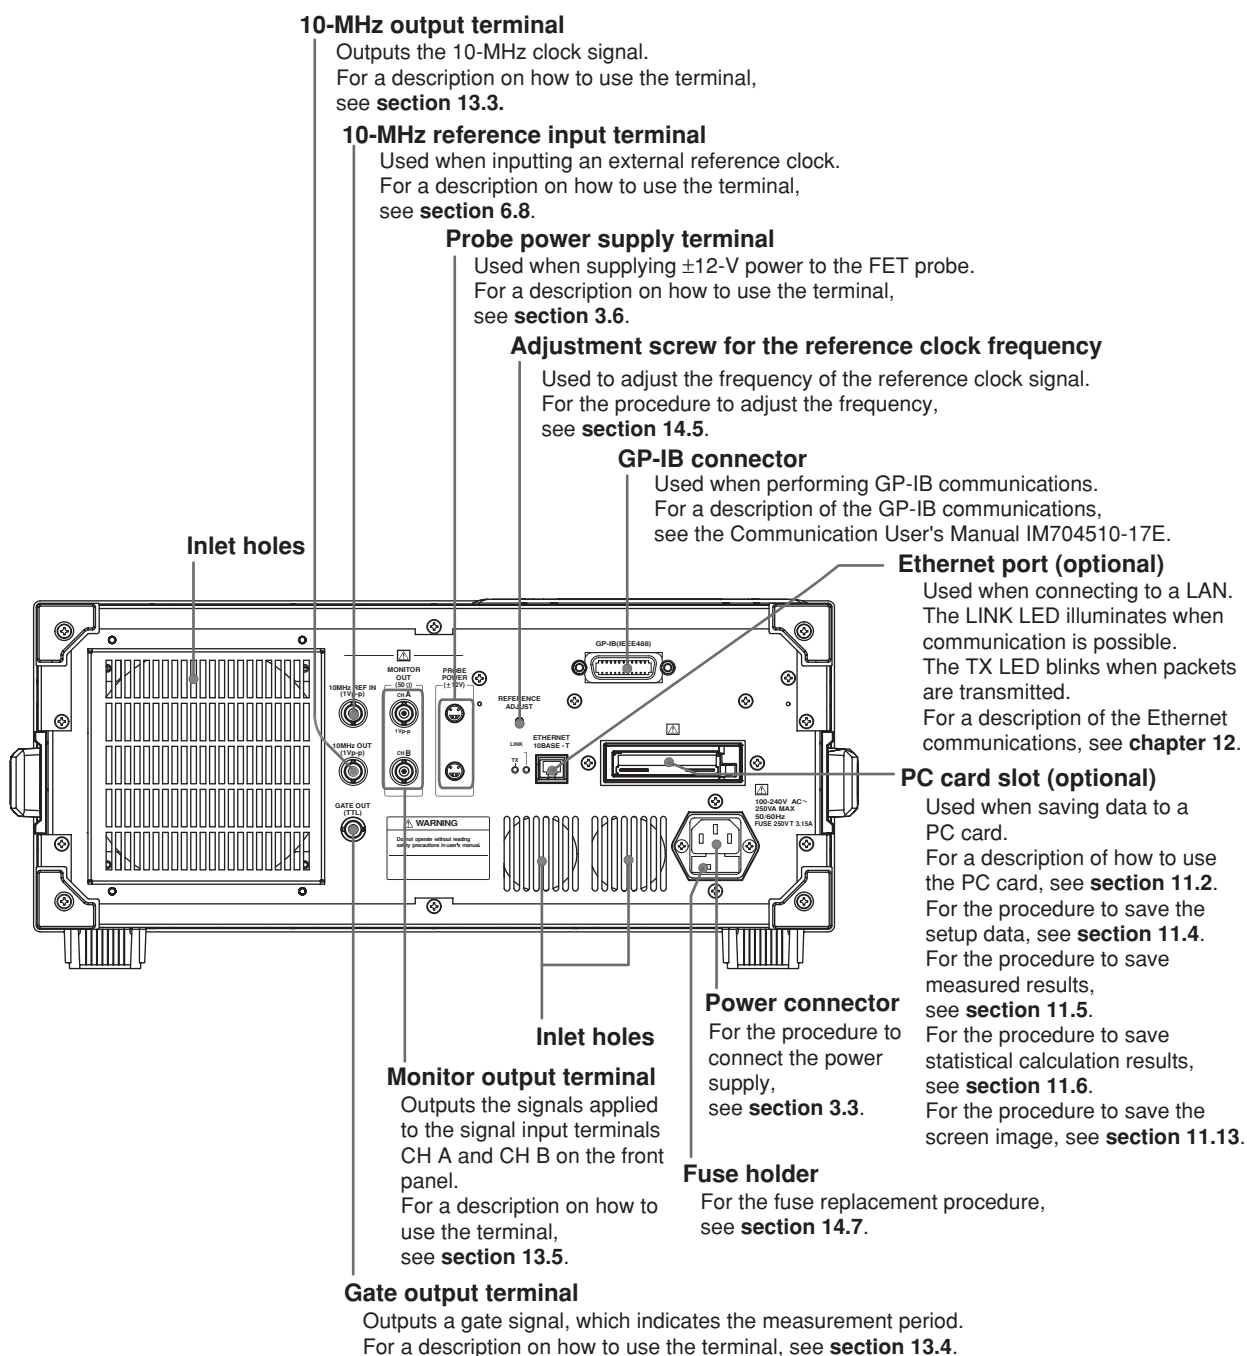 10-MHz output terminal
Outputs the 10-MHz clock signal.
For a description on how to use the terminal,
see section 13.3.
10-MHz reference input terminal
Used when inputting an external reference clock.
For a description on how to use the terminal,
see section 6.8.
Probe power supply terminal
Used when supplying ±12-V power to the FET probe.
For a description on how to use the terminal,
see section 3.6.
Adjustment screw for the reference clock frequency
Used to adjust the frequency of the reference clock signal.
For the procedure to adjust the frequency,
see section 14.5.
GP-IB connector
Used when performing GP-IB communications.
For a description of the GP-IB communications,
see the Communication User's Manual IM704510-17E.
Inlet holes
Ethernet port (optional)
Used when connecting to a LAN.
The LINK LED illuminates when
communication is possible.
The TX LED blinks when packets
are transmitted.
For a description of the Ethernet
communications, see chapter 12.
PC card slot (optional)
Used when saving data to a
PC card.
For a description of how to use
the PC card, see section 11.2.
For the procedure to save the
setup data, see section 11.4.
For the procedure to save
measured results,
see section 11.5.
For the procedure to save
statistical calculation results,
see section 11.6.
For the procedure to save the
screen image, see section 11.13.
GP-IB(IEEE488)
MONITOR
OUT
(50 Ω)
PROBE
POWER
(±12V)
10MHz REF IN
(1Vp-p)
CH A
1Vp-p
REFERENCE
ADJUST
10MHz OUT
(1Vp-p)
CH B
ETHERNET
10BASE-T
LINK
TX
GATE OUT
(TTL)
WARNING
Do not operate without reading
safety precautions in user's manual.
100-240V AC~
250VA MAX
50/60Hz
FUSE 250V T 3.15A
Power connector
For the procedure to
connect the power
supply,
see section 3.3.
Inlet holes
Monitor output terminal
Outputs the signals applied
to the signal input terminals
CH A and CH B on the front
panel.
For a description on how to
use the terminal,
see section 13.5.
Fuse holder
For the fuse replacement procedure,
see section 14.7.
Gate output terminal
Outputs a gate signal, which indicates the measurement period.
For a description on how to use the terminal, see section 13.4.